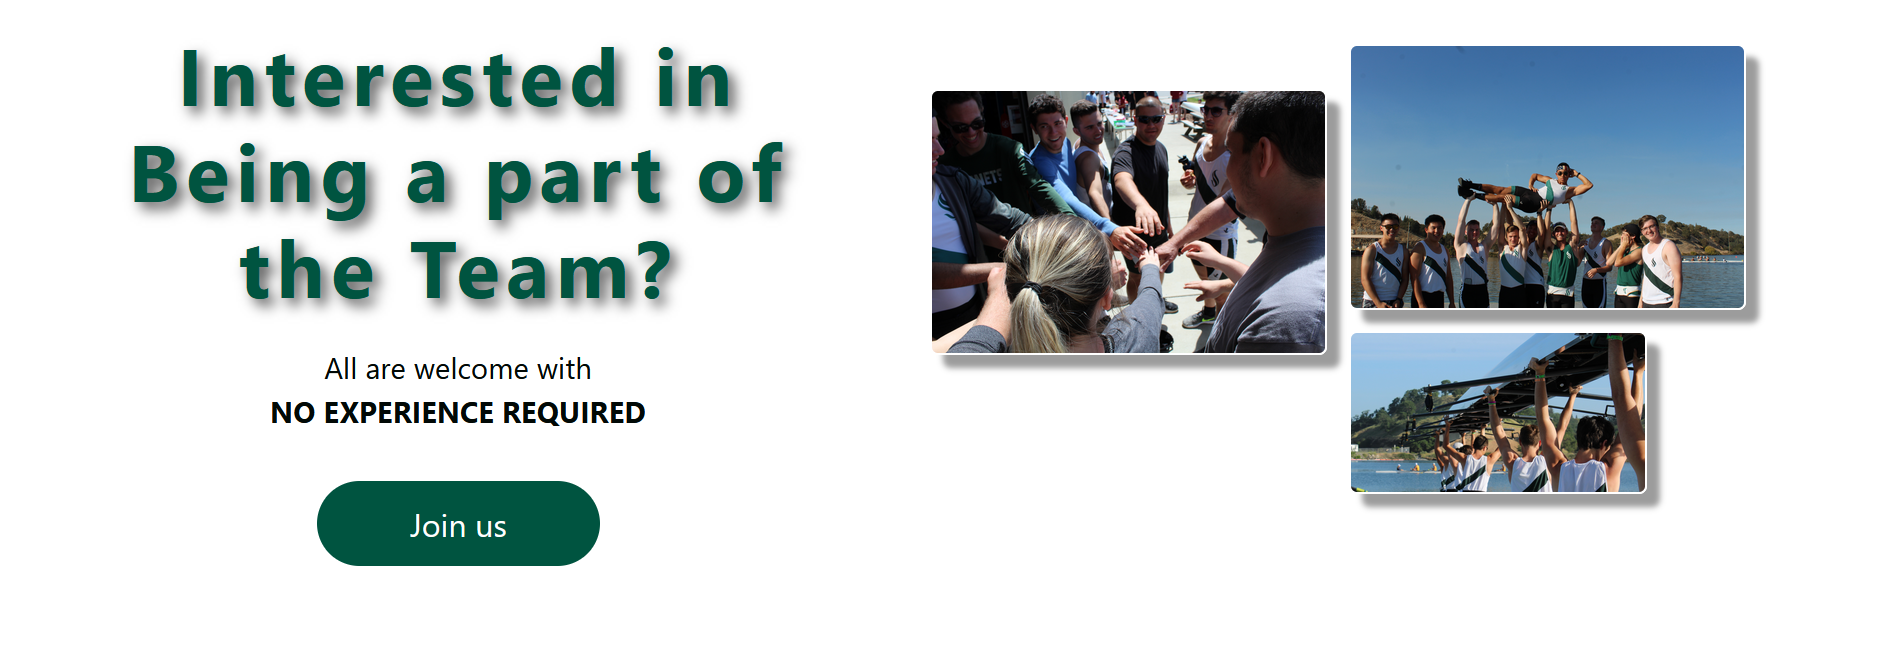 Interested in
Being a part of
the Team?
All are welcome with
NO EXPERIENCE REQUIRED
Join us